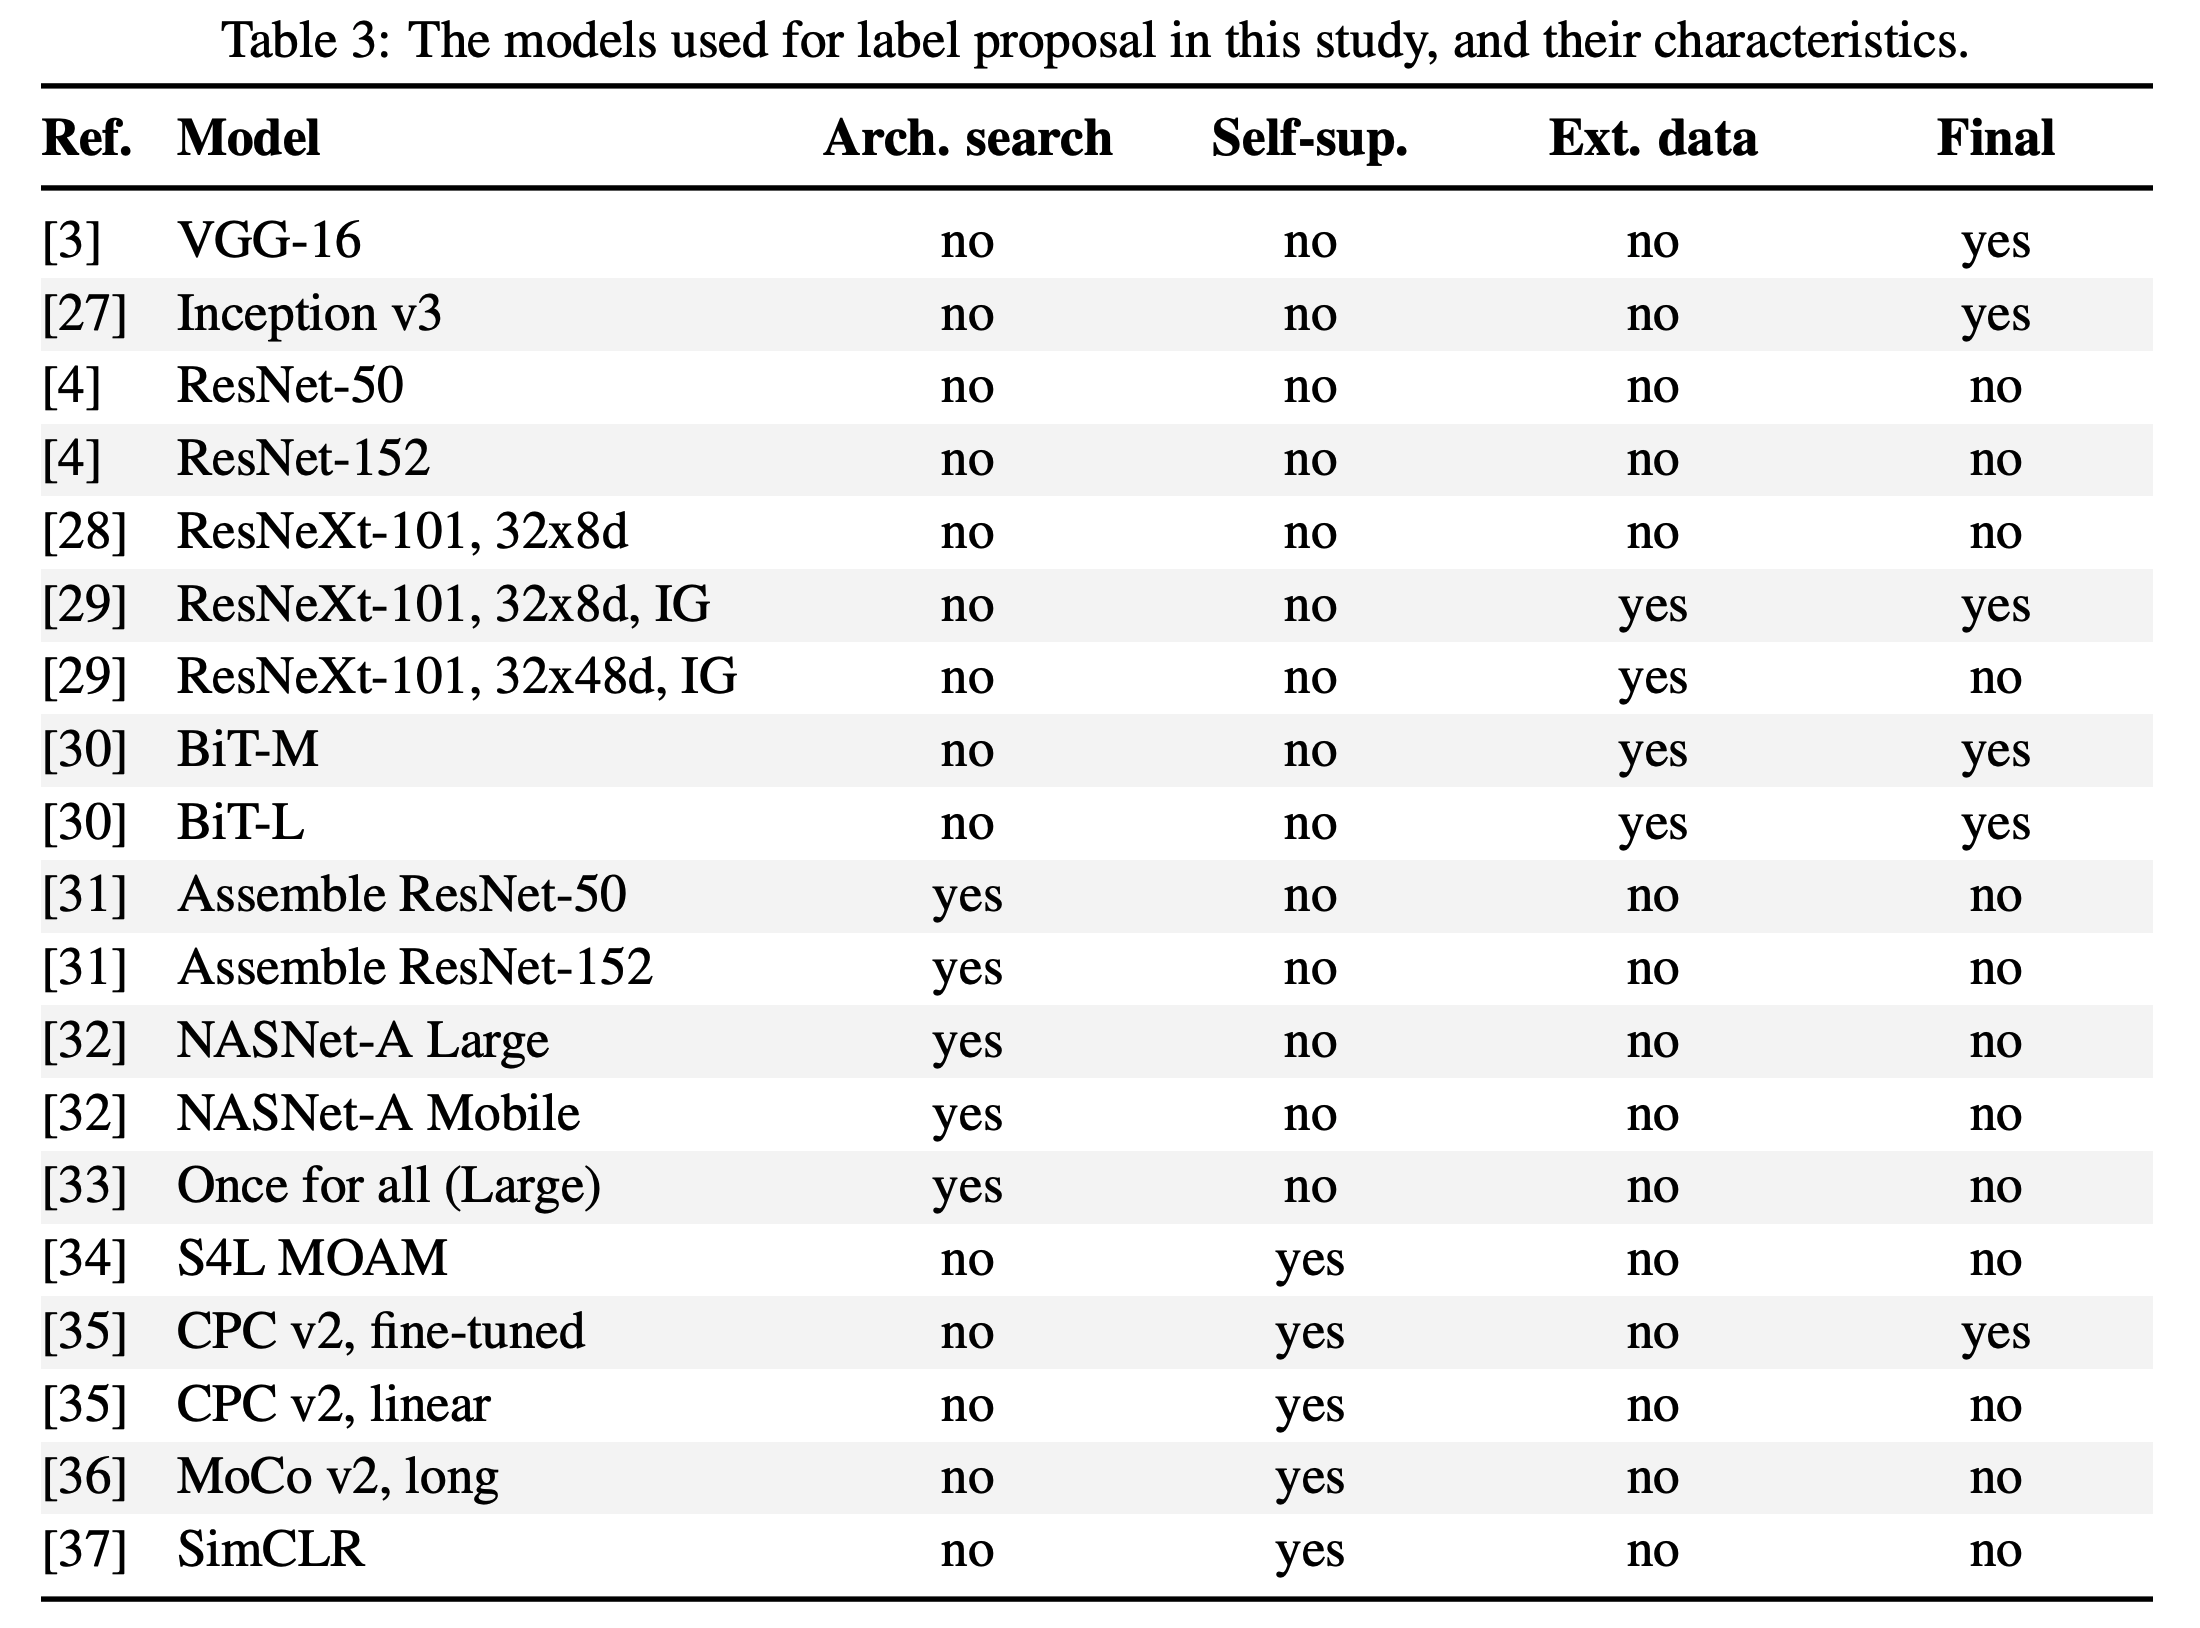 Table 3: The models used for label proposal in this study, and their characteristics.
Ref. Model Arch. search Self-sup. Ext. data Final
[3] VGG-16 no no no yes
[27] Inception v3 no no no yes
[4] ResNet-50 no no no no
[4] ResNet-152 no no no no
[28] ResNeXt-101, 32x8d no no no no
[29] ResNeXt-101, 32x8d, IG no no yes yes
[29] ResNeXt-101, 32x48d, IG no no yes no
[30] BiT-M no no yes yes
[30] BiT-L no no yes yes
[31] Assemble ResNet-50 yes no no no
[31] Assemble ResNet-152 yes no no no
[32] NASNet-A Large yes no no no
[32] NASNet-A Mobile yes no no no
[33] Once for all (Large) yes no no no
[34] S4L MOAM no yes no no
[35] CPC v2, fine-tuned no yes no yes
[35] CPC v2, linear no yes no no
[36] MoCo v2, long no yes no no
[37] SimCLR no yes no no